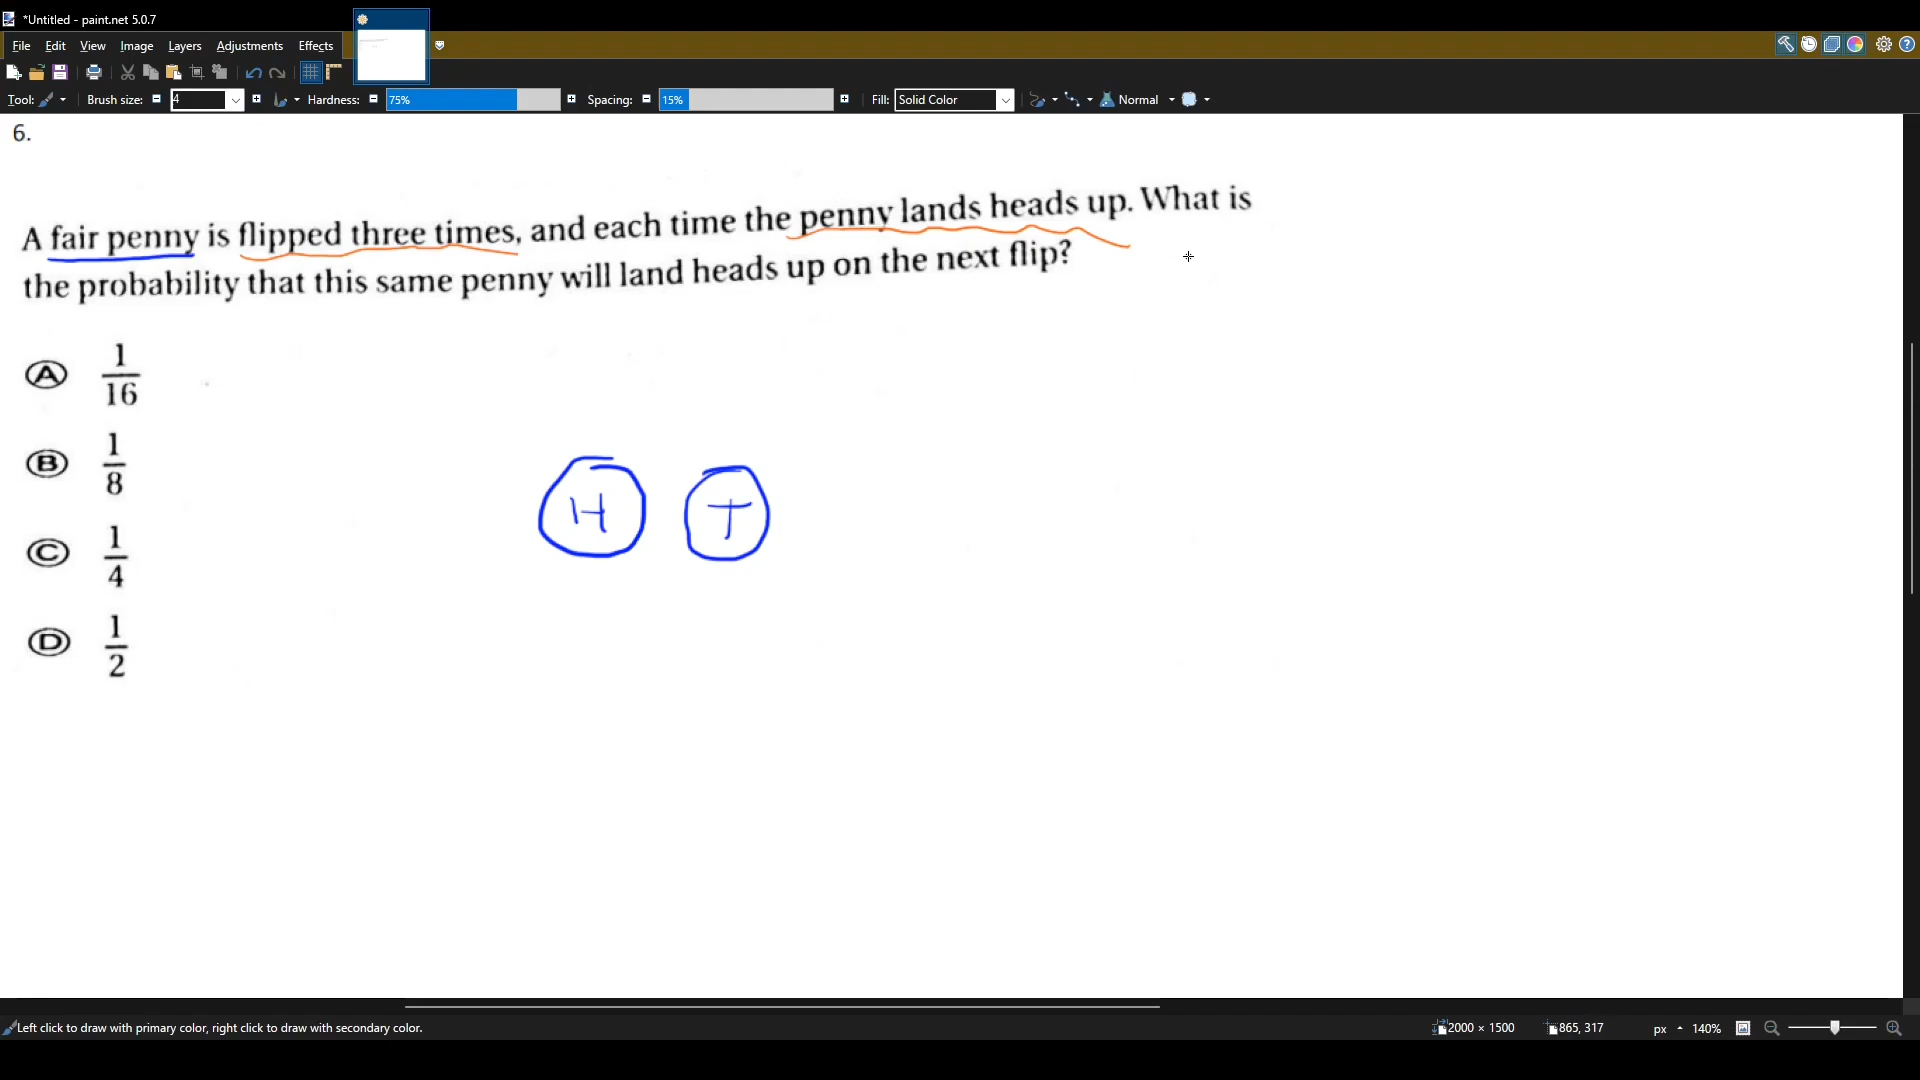 *Untitled - paint.net 5.0.7
File Edit View Image Layers Adjustments Effects
Tool: Brush size: 4 Hardness: 75% Spacing: 15% Fill: Solid Color Normal
6.
A fair penny is flipped three times, and each time the penny lands heads up. What is
the probability that this same penny will land heads up on the next flip?
A 1/16
B 1/8
C 1/4
H T
D 1/2
Left click to draw with primary color, right click to draw with secondary color. 2000 × 1500 865, 317 px 140%